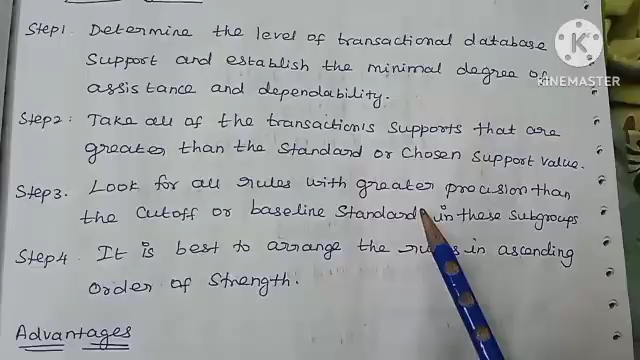 Step1. Determine the level of transactional database
Support and establish the minimal degree of
assistance and dependability.
Step2: Take all of the transactionis supports that are
greater than the Standard or Chosen Support value.
Step3. Look for all rules with greater precision than
the Cutoff or baseline Standard in these subgroups
Step4. It is best to arrange the rules in ascending
Order of Strength.
Advantages
K
KINEMASTER